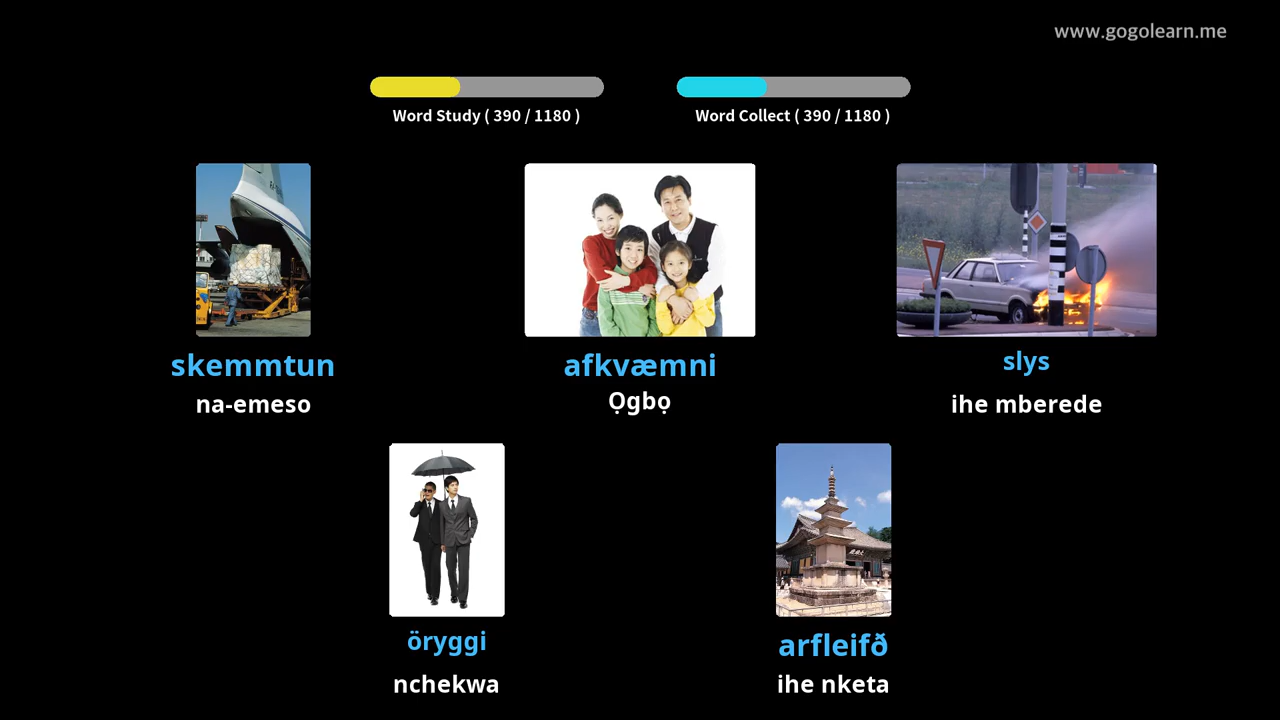 www.gogolearn.me
Word Study ( 390 / 1180 )
Word Collect ( 390 / 1180 )
skemmtun
na-emeso
afkvæmni
Ọgbọ
slys
ihe mberede
öryggi
nchekwa
arfleifð
ihe nketa